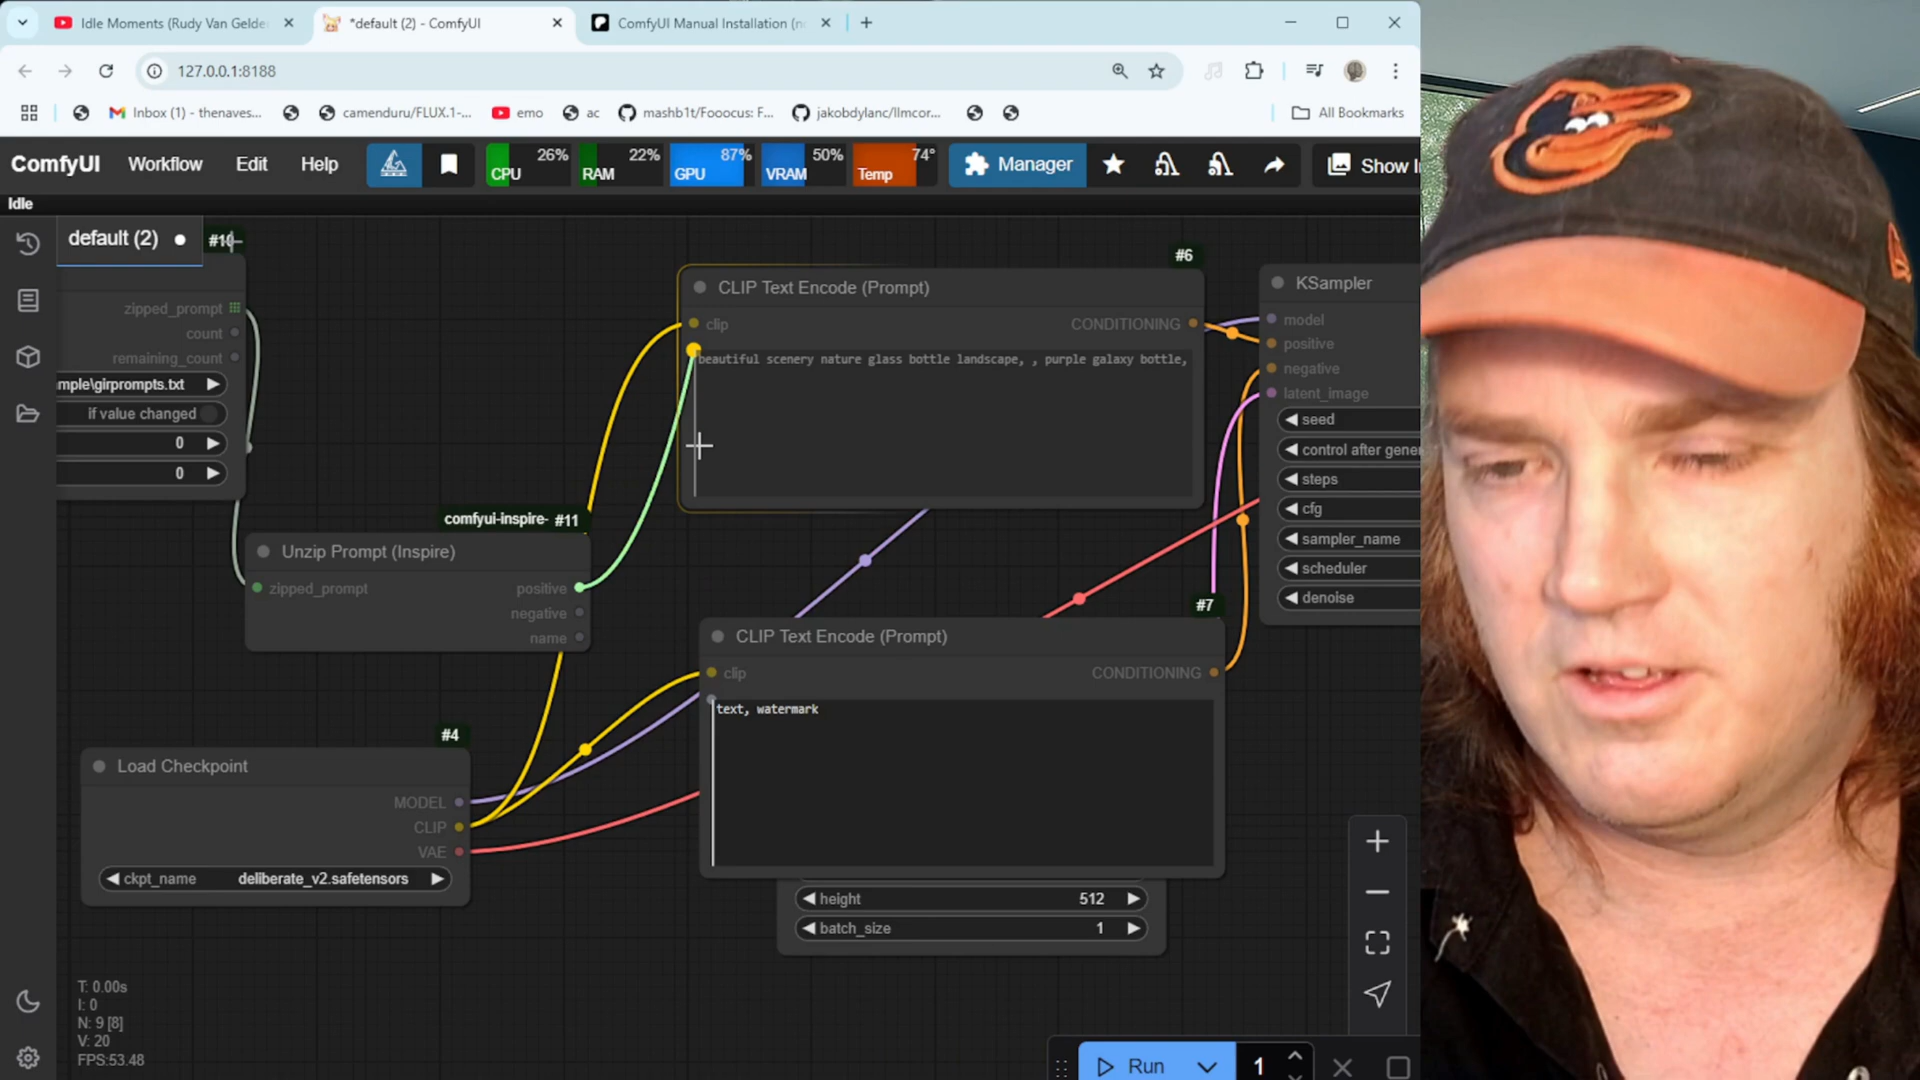 Idle Moments (Rudy Van Gelde
*default (2) - ComfyUI
ComfyUI Manual Installation (n
127.0.0.1:8188
Inbox (1) - thenaves...
camenduru/FLUX.1-...
emo
ac
mashb1t/Fooocus: F...
jakobdylanc/llmcor...
All Bookmarks
ComfyUI
Workflow
Edit
Help
CPU
26%
RAM
22%
GPU
87%
VRAM
50%
Temp
74°
Manager
Show I
Idle
default (2)
#10
zipped_prompt
count
remaining_count
mple\girprompts.txt
if value changed
0
0
#6
CLIP Text Encode (Prompt)
clip
CONDITIONING
beautiful scenery nature glass bottle landscape, , purple galaxy bottle,
KSampler
model
positive
negative
latent_image
seed
control after gene
steps
cfg
sampler_name
scheduler
denoise
comfyui-inspire-
#11
Unzip Prompt (Inspire)
zipped_prompt
positive
negative
name
#7
CLIP Text Encode (Prompt)
clip
CONDITIONING
text, watermark
#4
Load Checkpoint
MODEL
CLIP
VAE
ckpt_name
deliberate_v2.safetensors
height
512
batch_size
1
T: 0.00s
I: 0
N: 9 [8]
V: 20
FPS:53.48
Run
1